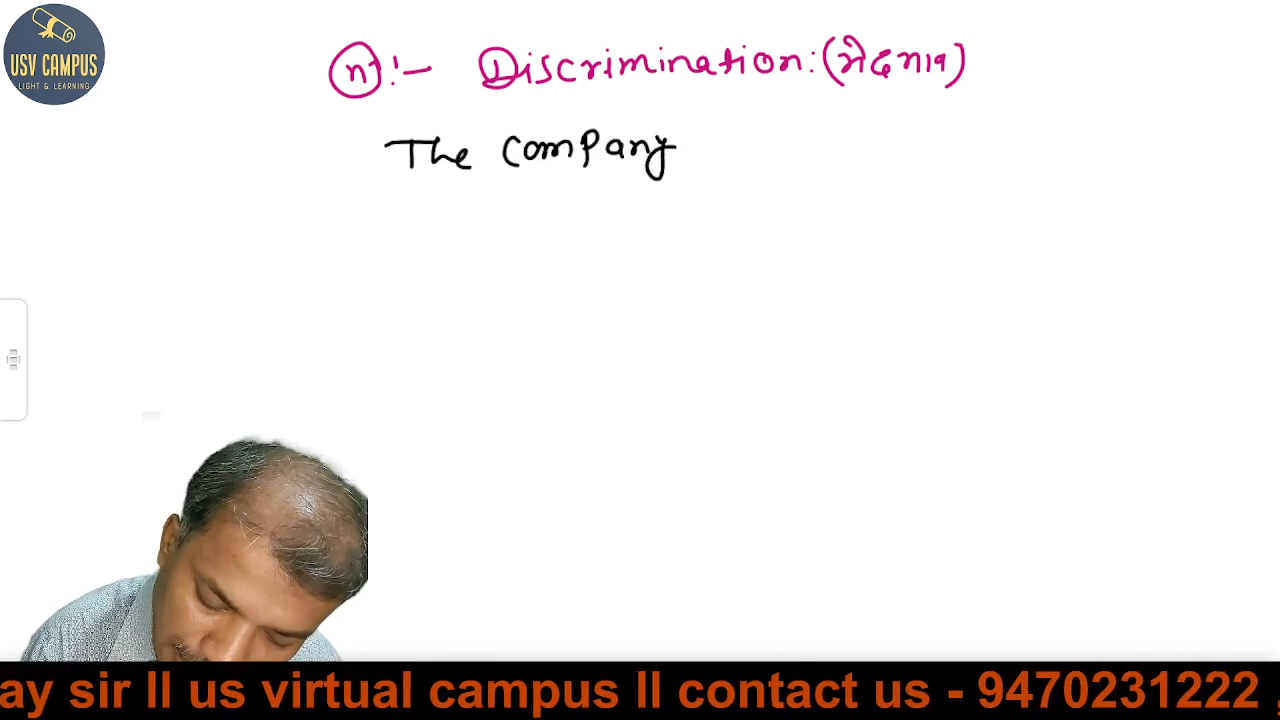 USV CAMPUS
LIGHT & LEARNING
n :- Discrimination: (भेदभाव)
The Company
ay sir ll us virtual campus ll contact us - 9470231222